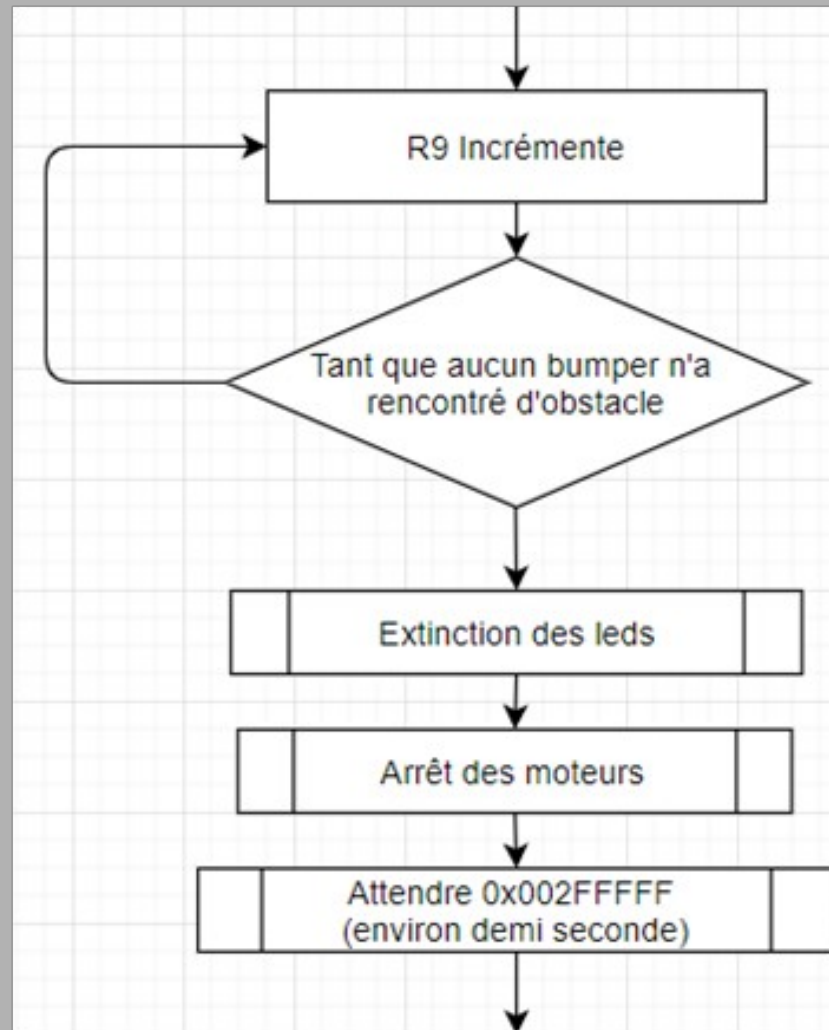 R9 Incrémente
Tant que aucun bumper n'a
rencontré d'obstacle
Extinction des leds
Arrêt des moteurs
Attendre 0x002FFFFF
(environ demi seconde)